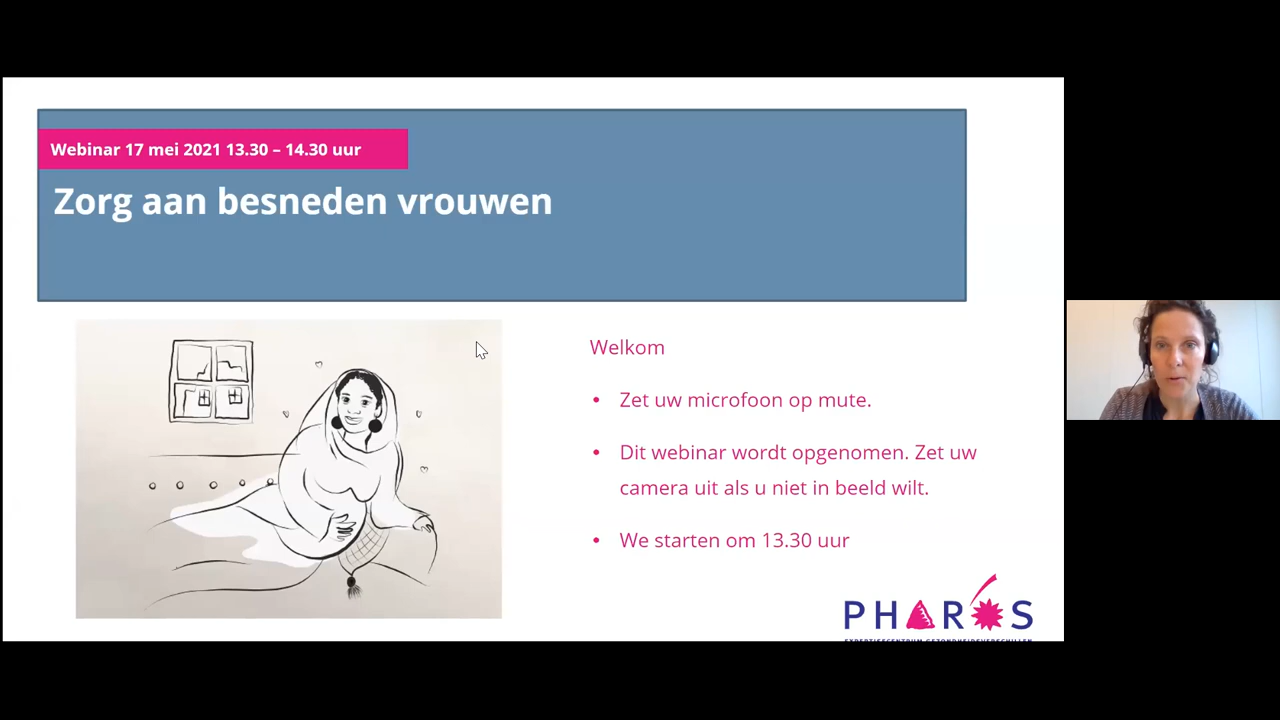 Webinar 17 mei 2021 13.30 – 14.30 uur
Zorg aan besneden vrouwen
Welkom
• Zet uw microfoon op mute.
• Dit webinar wordt opgenomen. Zet uw
camera uit als u niet in beeld wilt.
• We starten om 13.30 uur
PHAROS